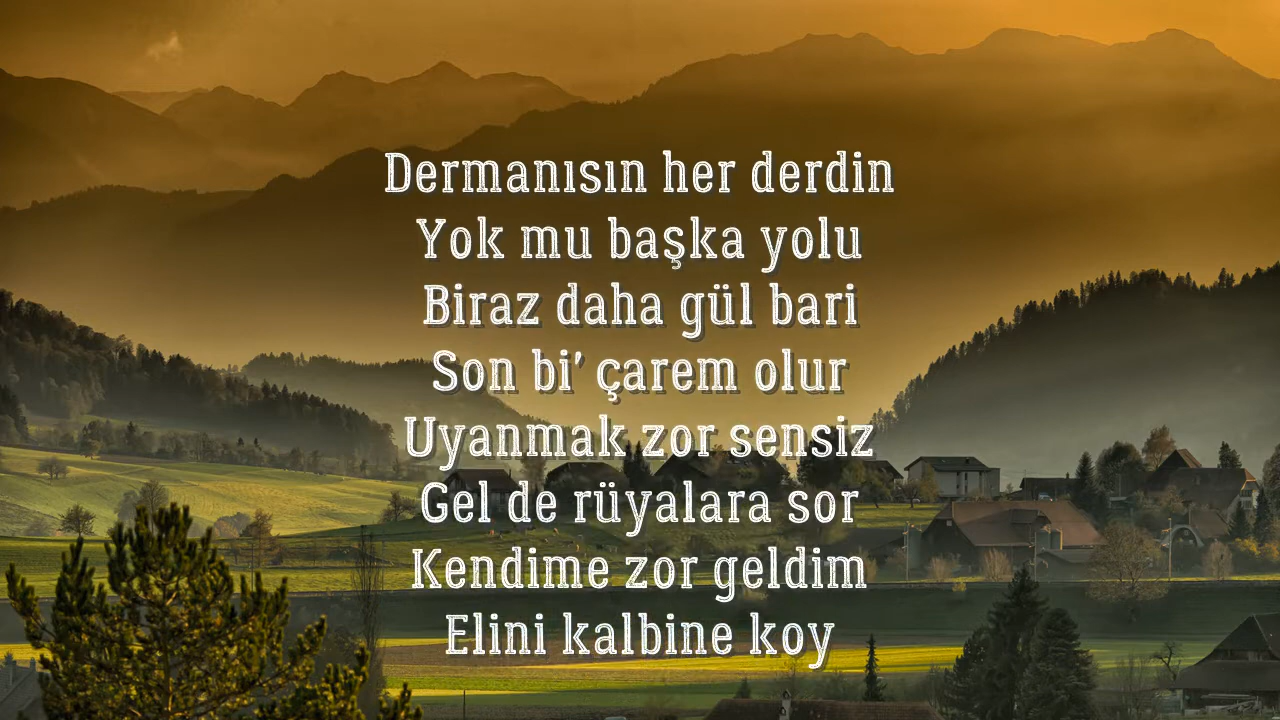 Dermanısın her derdin
Yok mu başka yolu
Biraz daha gül bari
Son bi’ çarem olur
Uyanmak zor sensiz
Gel de rüyalara sor
Kendime zor geldim
Elini kalbine koy